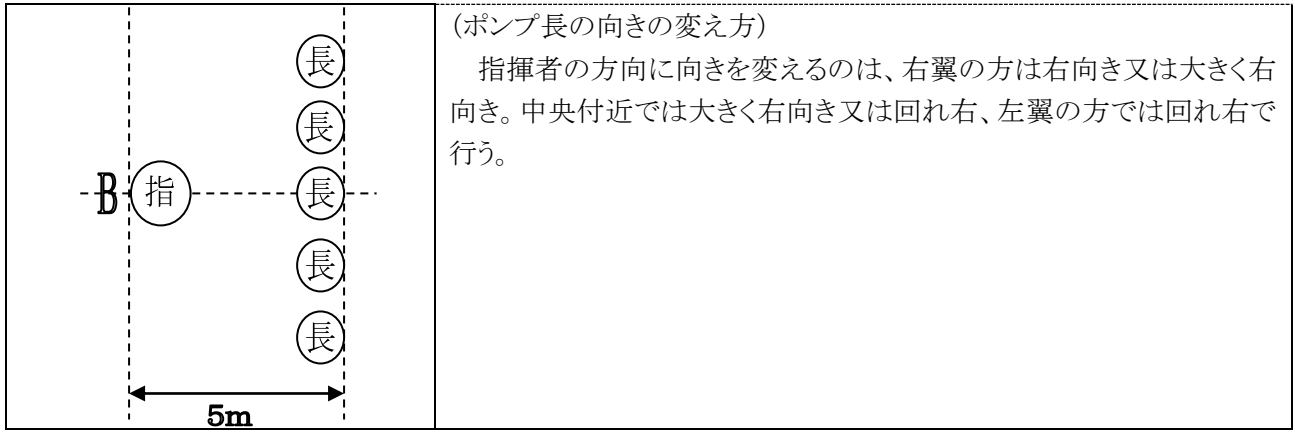 長
長
B 指 長
長
長
5m
(ポンプ長の向きの変え方)
指揮者の方向に向きを変えるのは、右翼の方は右向き又は大きく右
向き。中央付近では大きく右向き又は回れ右、左翼の方では回れ右で
行う。